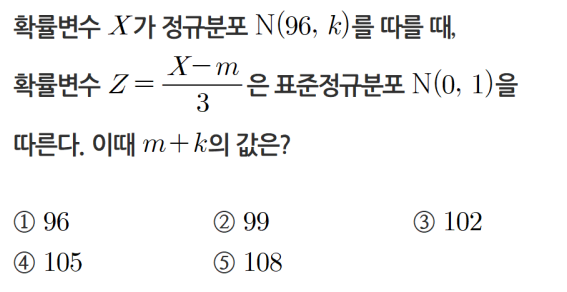 확률변수 X가 정규분포 N(96, k)를 따를 때,
확률변수 Z = \frac{X-m}{3}은 표준정규분포 N(0, 1)을
따른다. 이때 m+k의 값은?
① 96 ② 99 ③ 102
④ 105 ⑤ 108